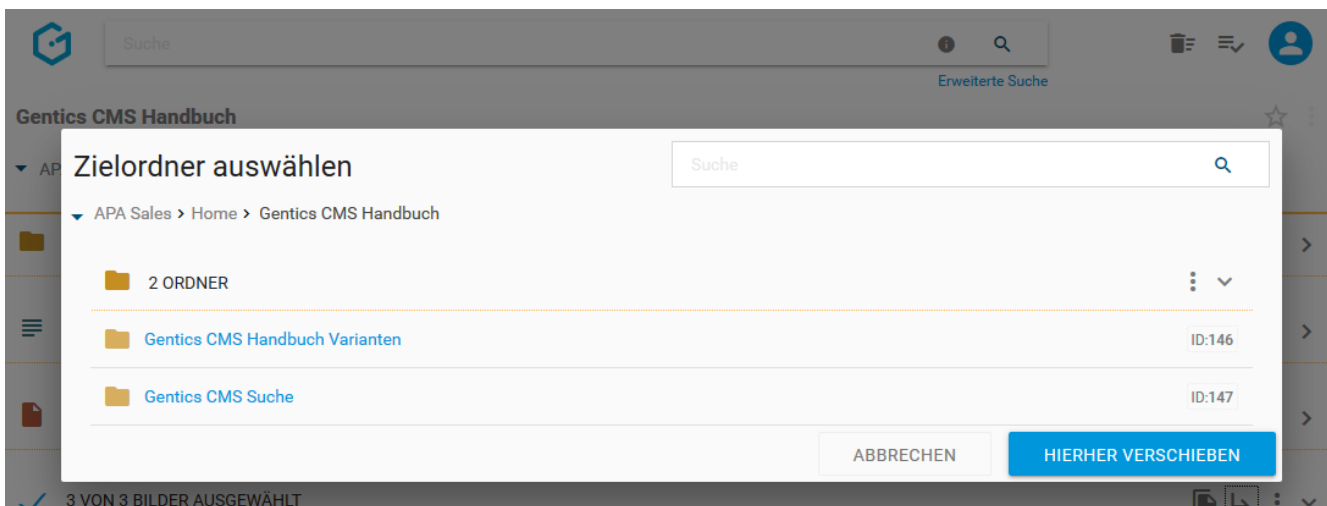 Suche
Erweiterte Suche
Gentics CMS Handbuch
AP
Zielordner auswählen
Suche
APA Sales > Home > Gentics CMS Handbuch
2 ORDNER
Gentics CMS Handbuch Varianten
ID:146
Gentics CMS Suche
ID:147
ABBRECHEN
HIERHER VERSCHIEBEN
3 VON 3 BILDER AUSGEWÄHLT